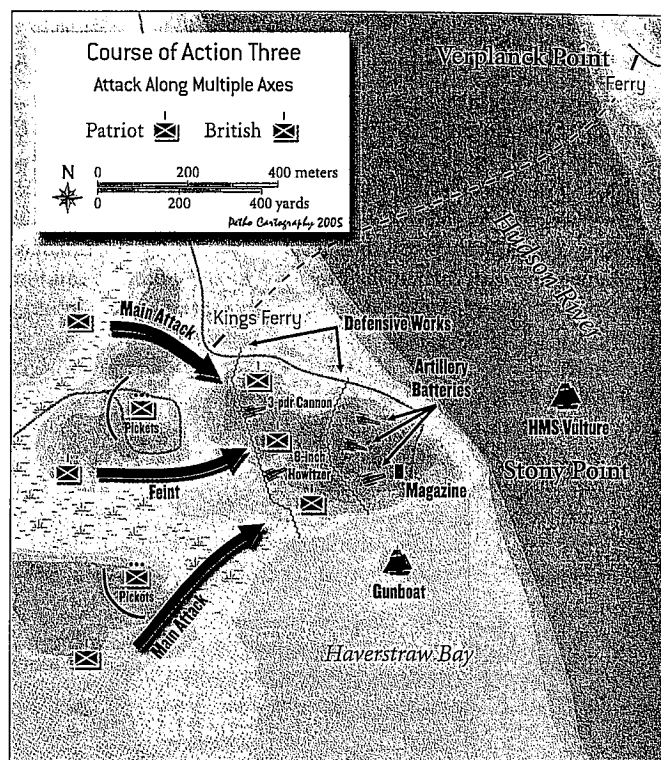 Course of Action Three
Attack Along Multiple Axes
Patriot British
N
0 200 400 meters
0 200 400 yards
Petho Cartography 2005
Verplanck Point
Ferry
Hudson River
Main Attack
Kings Ferry
Defensive Works
Artillery
Batteries
3-pdr Cannon
HMS Vulture
Pickets
8-inch
Howitzer
Feint
Stony Point
Magazine
Pickets
Gunboat
Main Attack
Haverstraw Bay